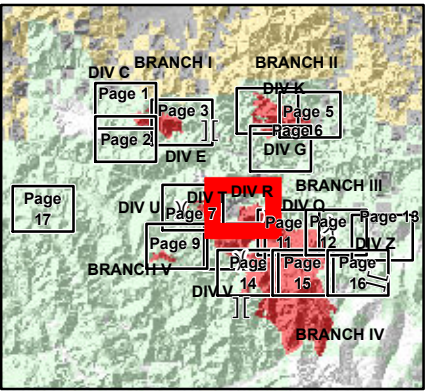 BRANCH I
BRANCH II
DIV C
DIV K
Page 1
Page 3
Page 5
Page 6
Page 2
DIV E
DIV G
BRANCH III
DIV T
DIV R
Page
17
DIV U
Page 7
DIV Q
Page
11
Page
12
Page 13
Page 9
DIV Z
BRANCH V
Page
14
Page
15
Page
16
DIV V
BRANCH IV